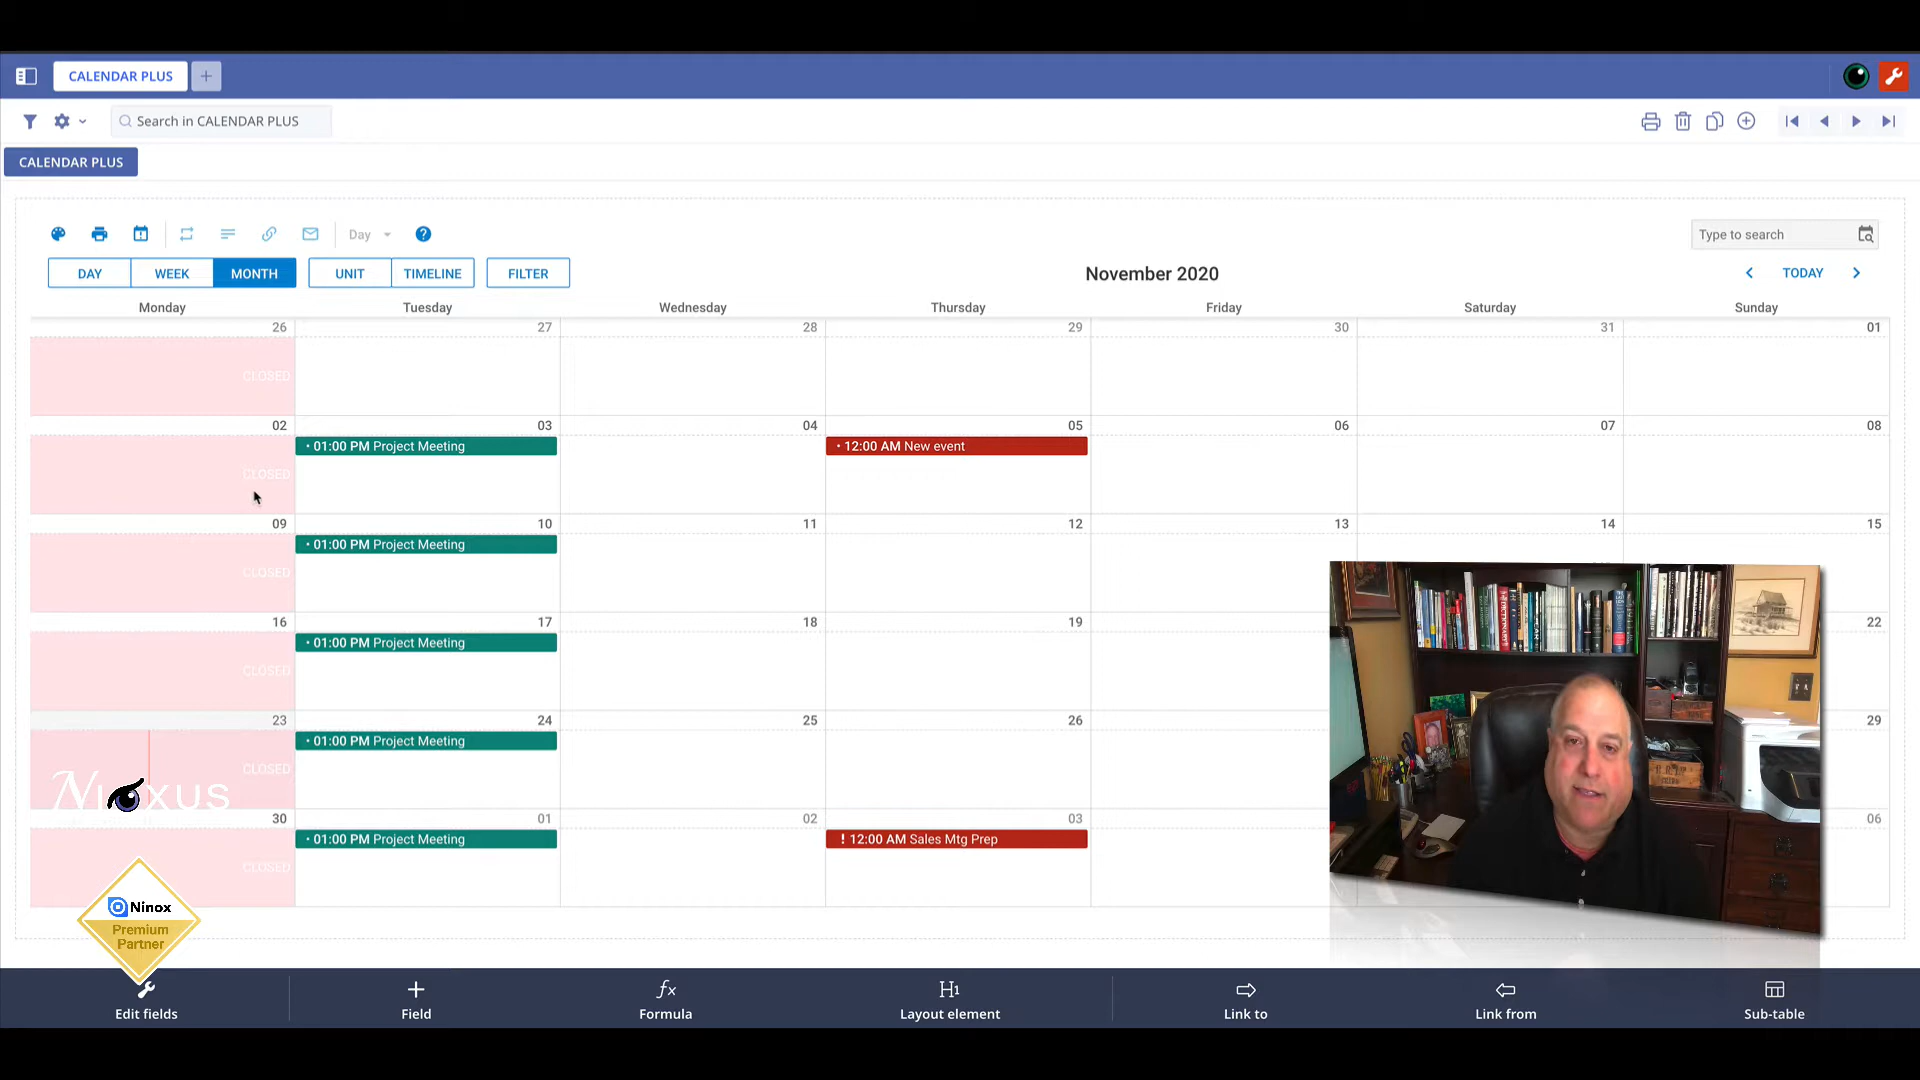 CALENDAR PLUS
+
Search in CALENDAR PLUS
CALENDAR PLUS
Day
?
Type to search
DAY
WEEK
MONTH
UNIT
TIMELINE
FILTER
November 2020
TODAY
Monday
Tuesday
Wednesday
Thursday
Friday
Saturday
Sunday
26
27
28
29
30
31
01
CLOSED
02
03
04
05
06
07
08
• 01:00 PM Project Meeting
• 12:00 AM New event
CLOSED
09
10
11
12
13
14
15
• 01:00 PM Project Meeting
CLOSED
16
17
18
19
22
• 01:00 PM Project Meeting
CLOSED
23
24
25
26
29
• 01:00 PM Project Meeting
CLOSED
Nioxus
30
01
02
03
06
• 01:00 PM Project Meeting
! 12:00 AM Sales Mtg Prep
CLOSED
Ninox
Premium
Partner
Edit fields
Field
fx
Formula
H1
Layout element
Link to
Link from
Sub-table